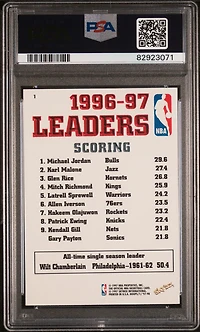 PSA
82923071
1
1996-97
LEADERS
NBA
SCORING
1. Michael Jordan Bulls 29.6
2. Karl Malone Jazz 27.4
3. Glen Rice Hornets 26.8
4. Mitch Richmond Kings 25.9
5. Latrell Sprewell Warriors 24.2
6. Allen Iverson 76ers 23.5
7. Hakeem Olajuwon Rockets 23.2
8. Patrick Ewing Knicks 22.4
9. Kendall Gill Nets 21.8
Gary Payton Sonics 21.8
All-time single season leader
Wilt Chamberlain Philadelphia-1961-62 50.4